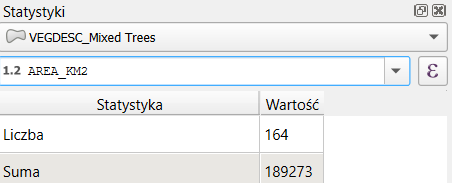 Statystyki
VEGDESC_Mixed Trees
1.2 AREA_KM2 ε
Statystyka Wartość
Liczba 164
Suma 189273